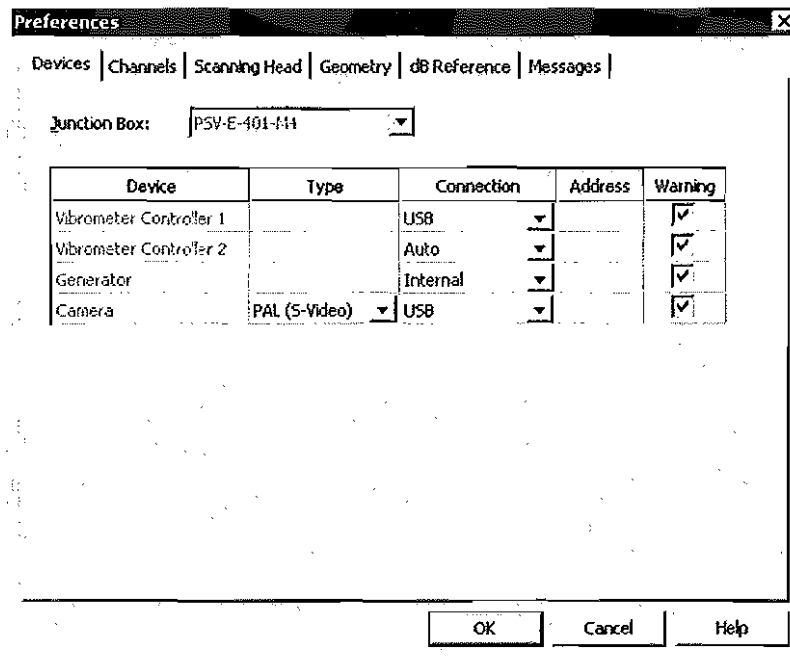 Preferences
Devices Channels Scanning Head Geometry dB Reference Messages
Junction Box: PSV-E-401-M4
Device Type Connection Address Warning
Vibrometer Controller 1 USB
Vibrometer Controller 2 Auto
Generator Internal
Camera PAL (S-Video) USB
OK Cancel Help